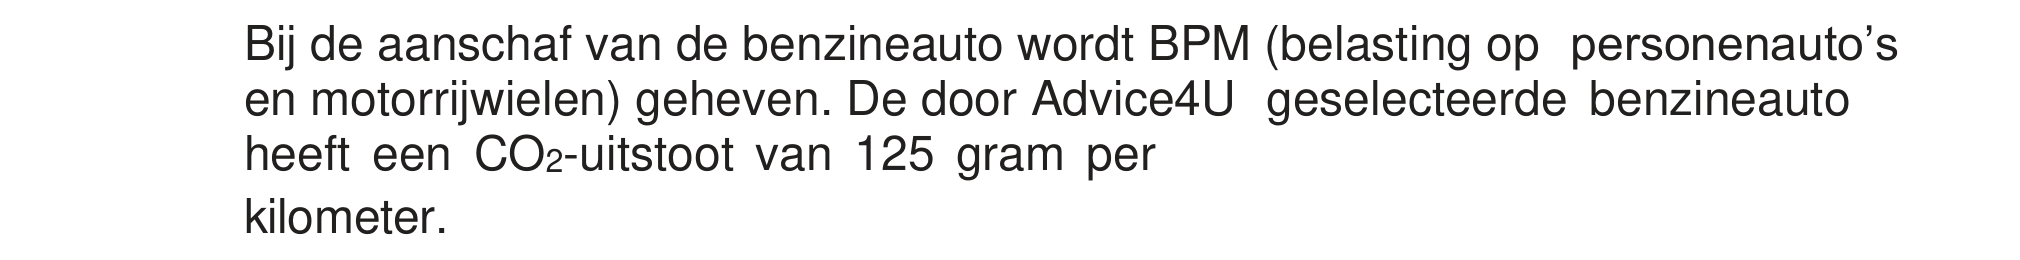 Bij de aanschaf van de benzineauto wordt BPM (belasting op personenauto’s
en motorrijwielen) geheven. De door Advice4U geselecteerde benzineauto
heeft een CO₂-uitstoot van 125 gram per
kilometer.